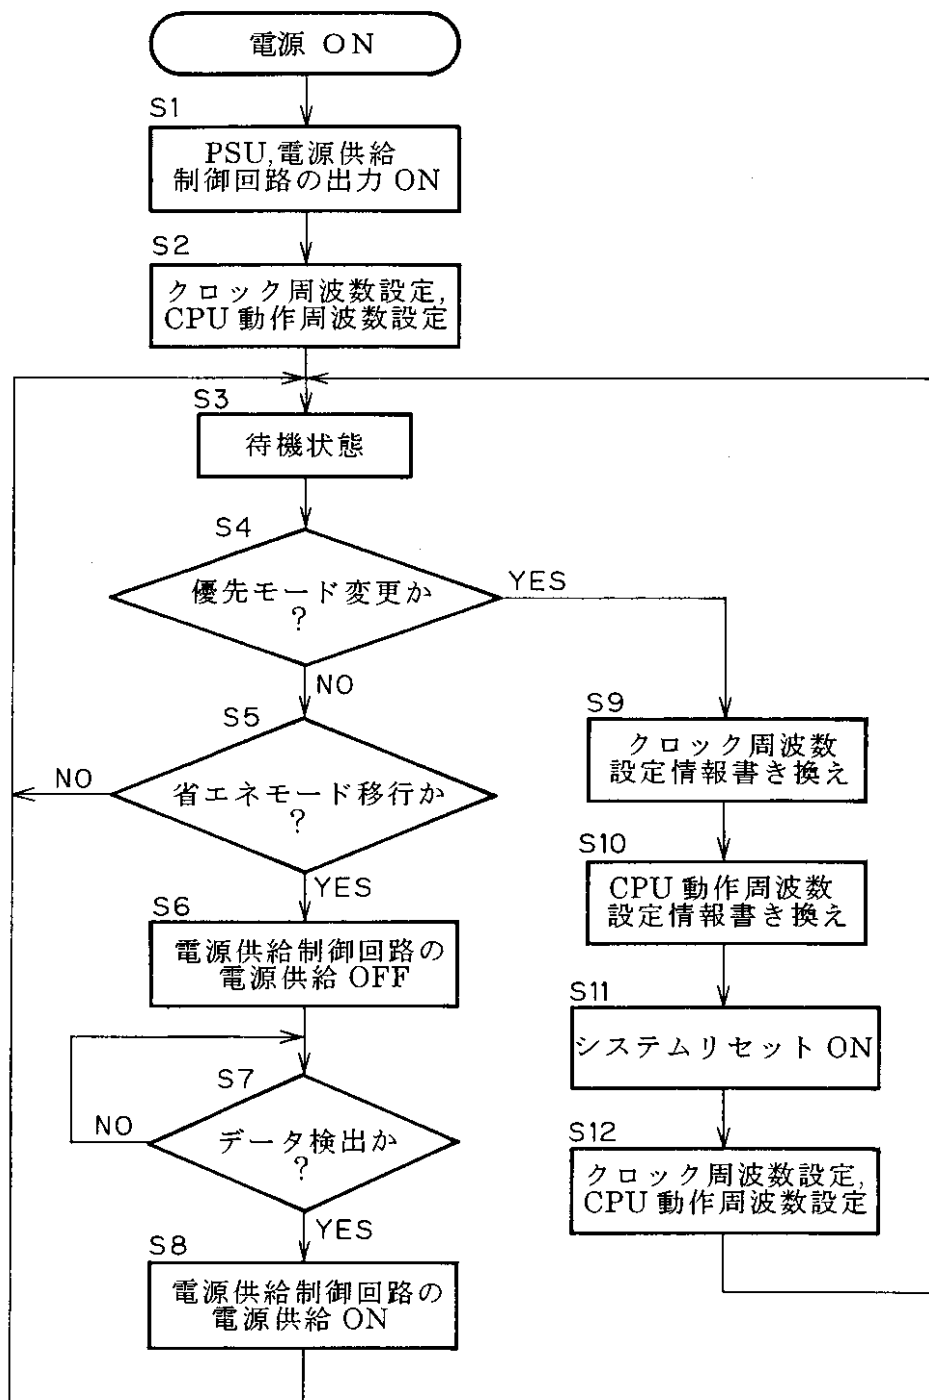 電源 ON
S1
PSU,電源供給
制御回路の出力 ON
S2
クロック周波数設定,
CPU 動作周波数設定
S3
待機状態
S4
優先モード変更か
?
YES
NO
S5
省エネモード移行か
?
NO
YES
S6
電源供給制御回路の
電源供給 OFF
S7
データ検出か
?
NO
YES
S8
電源供給制御回路の
電源供給 ON
S9
クロック周波数
設定情報書き換え
S10
CPU 動作周波数
設定情報書き換え
S11
システムリセット ON
S12
クロック周波数設定,
CPU 動作周波数設定